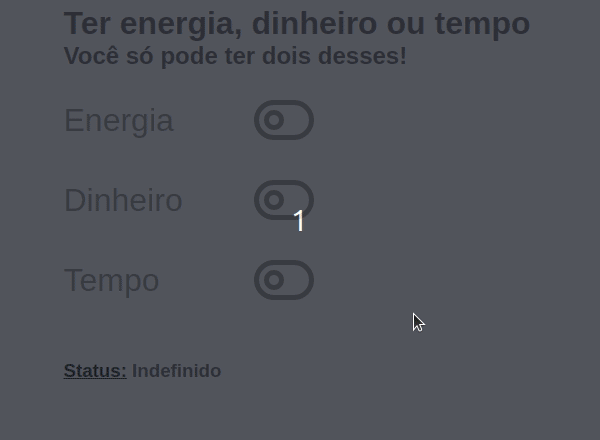 Ter energia, dinheiro ou tempo
Você só pode ter dois desses!
Energia
Dinheiro
1
Tempo
Status: Indefinido